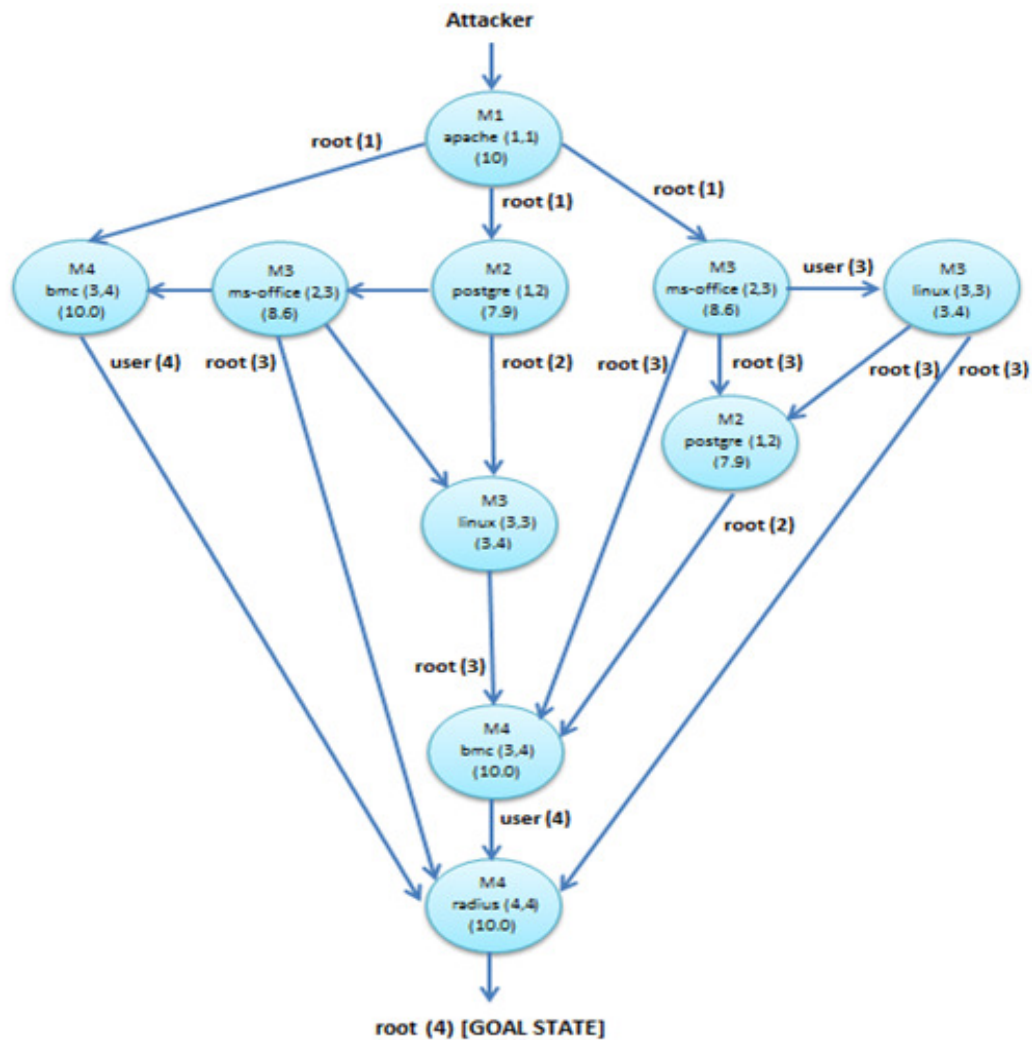 Attacker
M1
apache (1,1)
(10)
root (1)
root (1)
root (1)
M4
bmc (3,4)
(10.0)
M3
ms-office (2,3)
(8.6)
M2
postgre (1,2)
(7.9)
M3
ms-office (2,3)
(8.6)
user (3)
M3
linux (3,3)
(3.4)
user (4)
root (3)
root (2)
root (3)
root (3)
root (3)
root (3)
M2
postgre (1,2)
(7.9)
M3
linux (3,3)
(3.4)
root (2)
root (3)
M4
bmc (3,4)
(10.0)
user (4)
M4
radius (4,4)
(10.0)
root (4) [GOAL STATE]